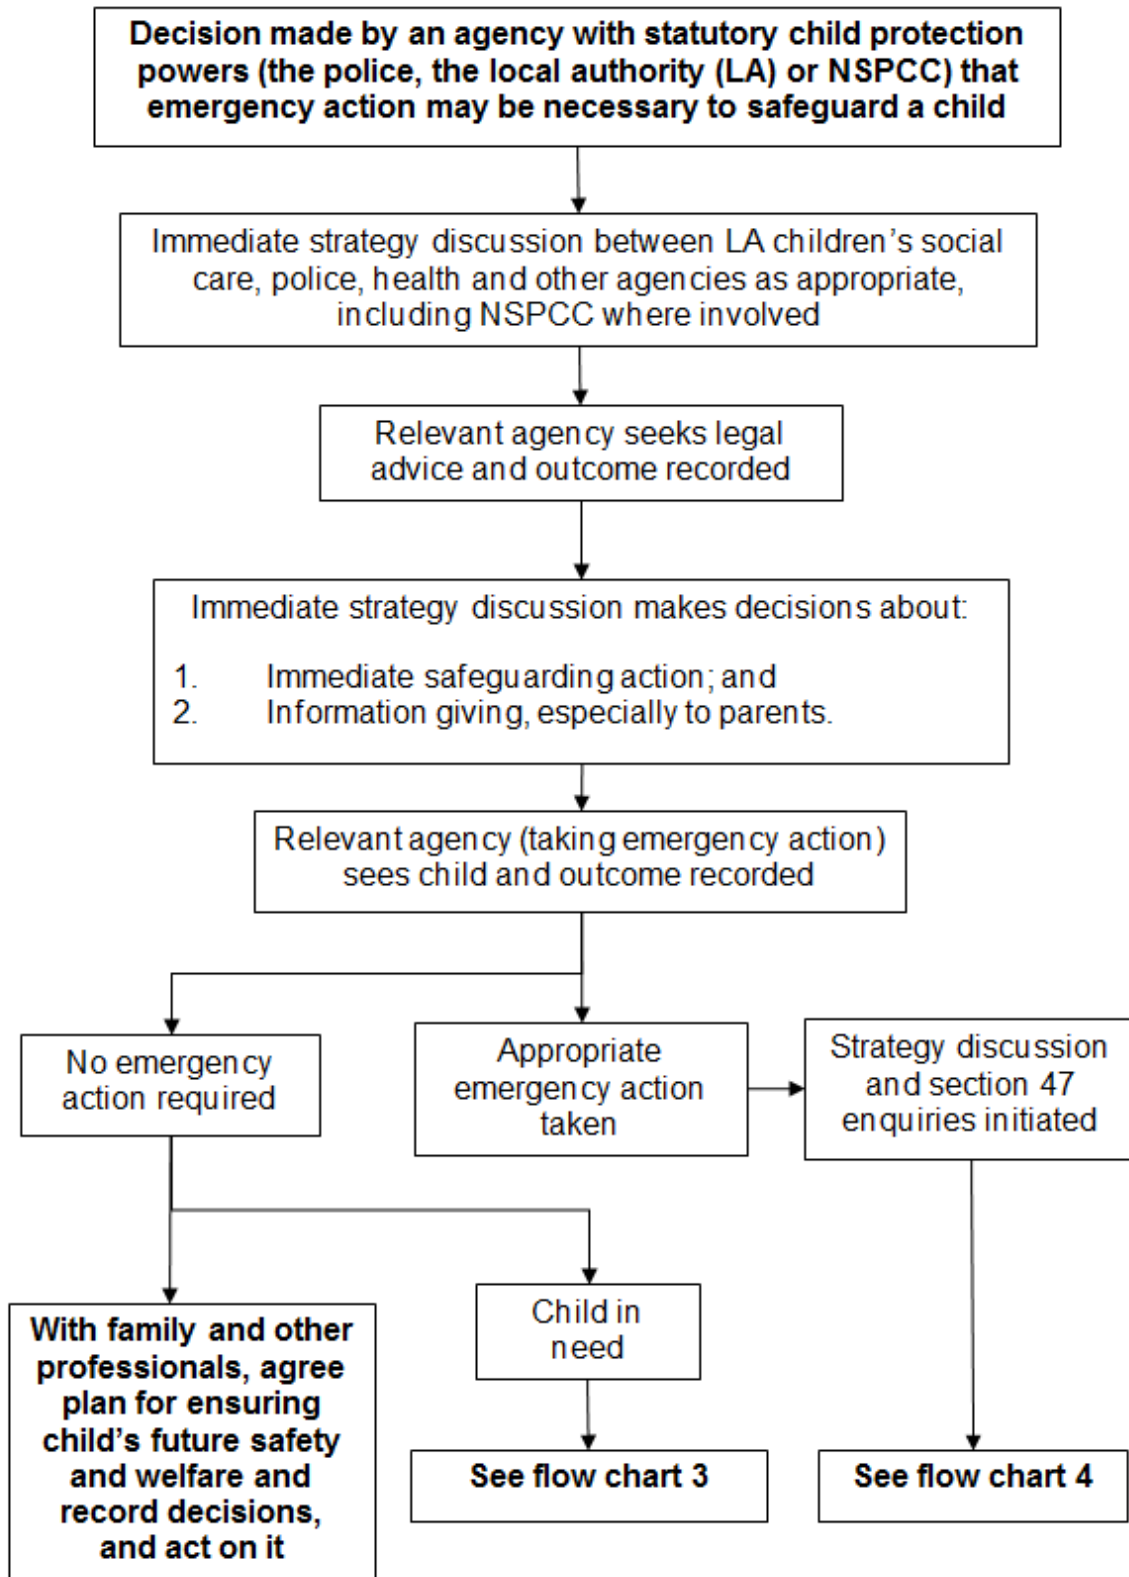 Decision made by an agency with statutory child protection
powers (the police, the local authority (LA) or NSPCC) that
emergency action may be necessary to safeguard a child
Immediate strategy discussion between LA children’s social
care, police, health and other agencies as appropriate,
including NSPCC where involved
Relevant agency seeks legal
advice and outcome recorded
Immediate strategy discussion makes decisions about:
1. Immediate safeguarding action; and
2. Information giving, especially to parents.
Relevant agency (taking emergency action)
sees child and outcome recorded
No emergency
action required
Appropriate
emergency action
taken
Strategy discussion
and section 47
enquiries initiated
With family and other
professionals, agree
plan for ensuring
child’s future safety
and welfare and
record decisions,
and act on it
Child in
need
See flow chart 3
See flow chart 4